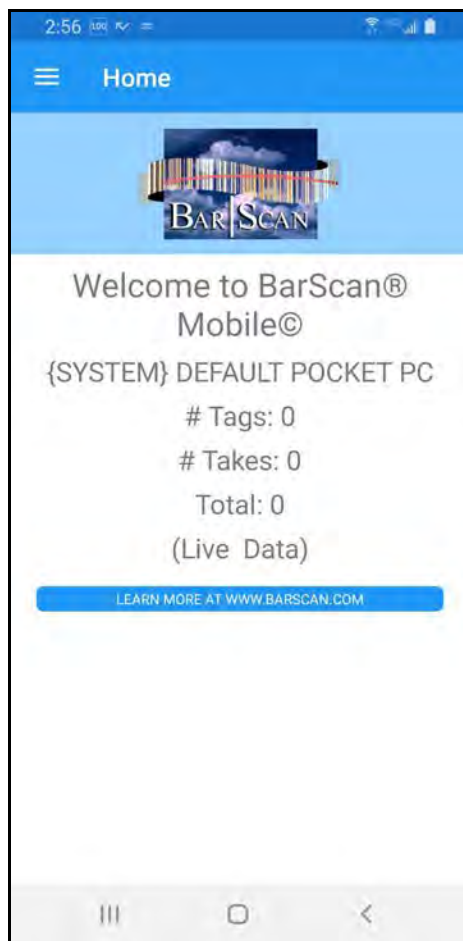 2:56
Home
BAR SCAN
Welcome to BarScan®
Mobile©
{SYSTEM} DEFAULT POCKET PC
# Tags: 0
# Takes: 0
Total: 0
(Live Data)
LEARN MORE AT WWW.BARSCAN.COM